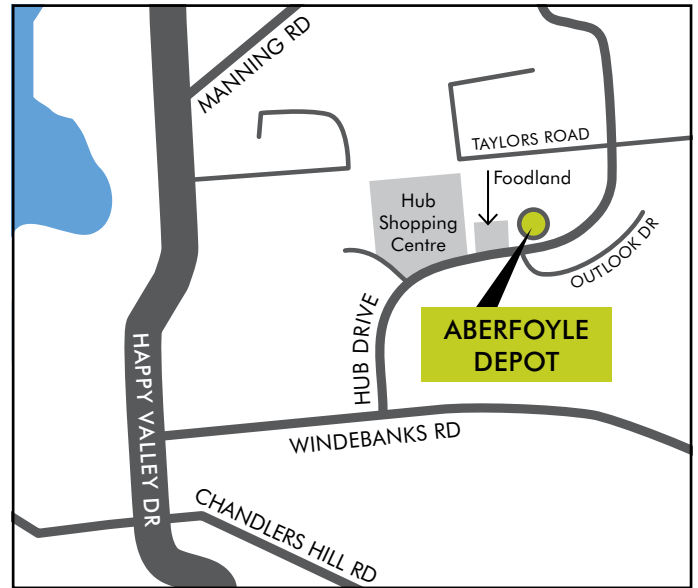 MANNING RD
TAYLORS ROAD
Foodland
Hub
Shopping
Centre
OUTLOOK DR
HUB DRIVE
ABERFOYLE
DEPOT
HAPPY VALLEY DR
WINDEBANKS RD
CHANDLERS HILL RD